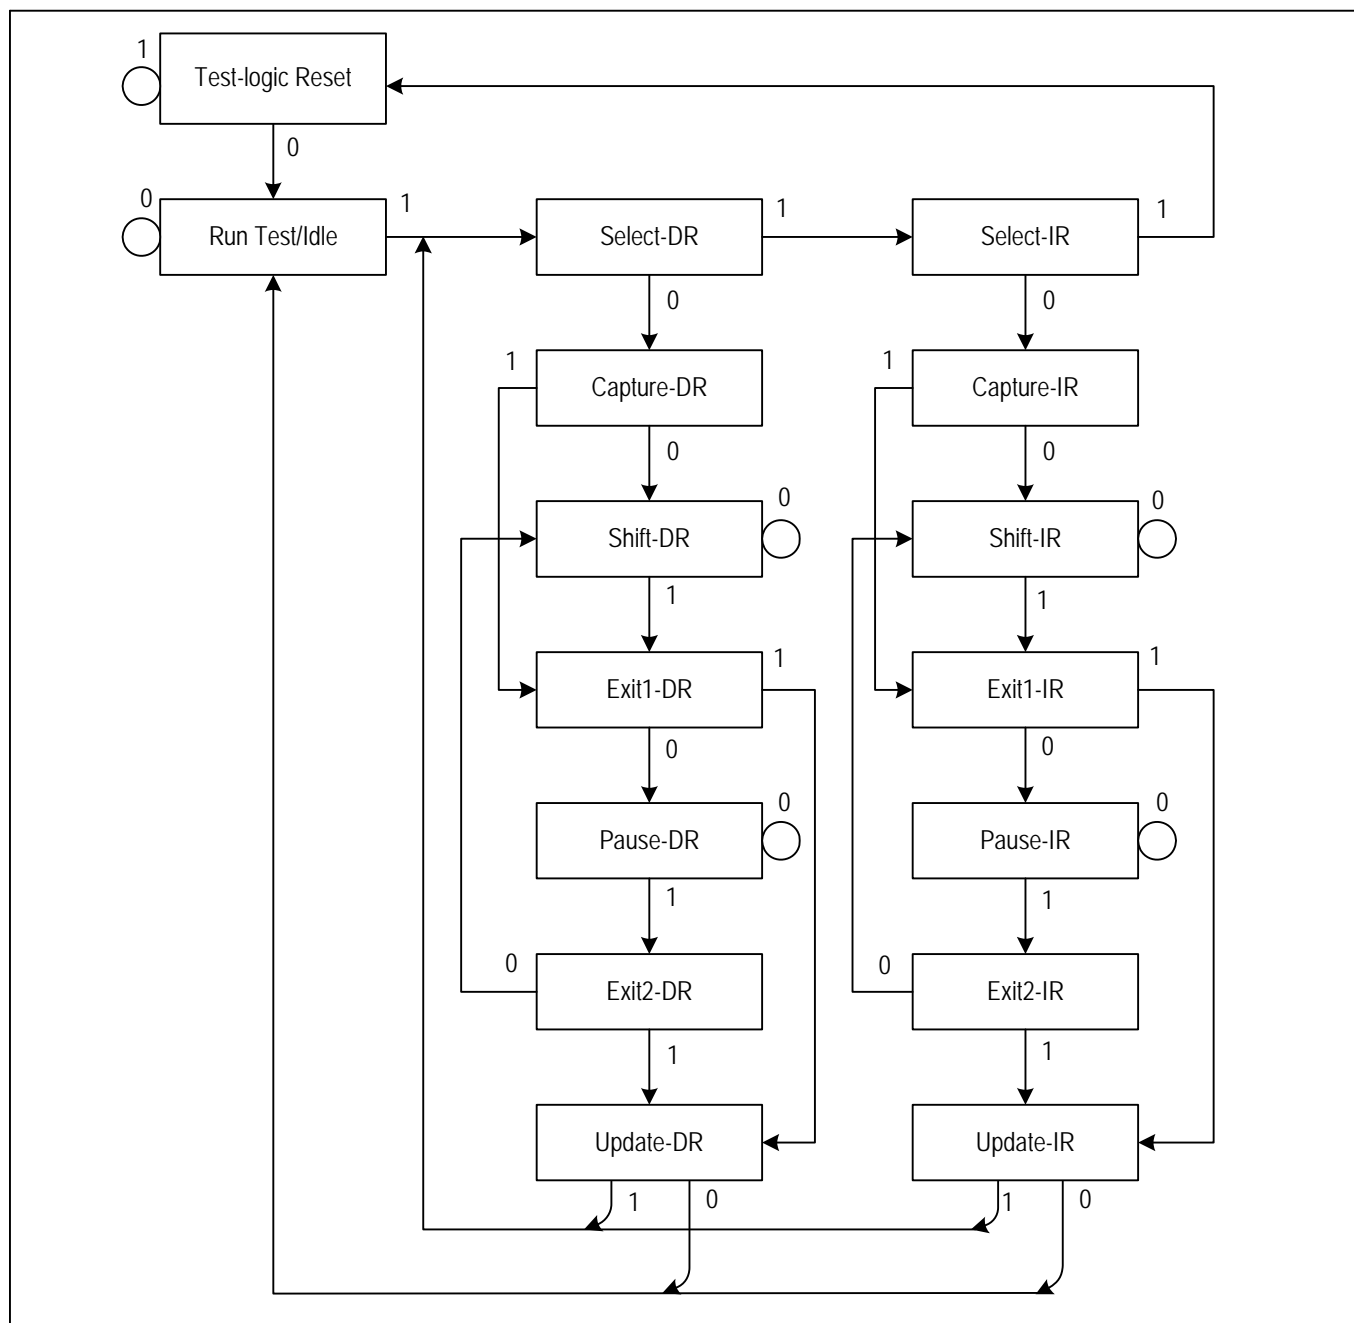 1
Test-logic Reset
0
0
Run Test/Idle
1
Select-DR
1
Select-IR
1
0
0
1
Capture-DR
1
Capture-IR
0
0
Shift-DR
0
Shift-IR
0
1
1
Exit1-DR
1
Exit1-IR
1
0
0
Pause-DR
0
Pause-IR
0
1
1
0
Exit2-DR
0
Exit2-IR
1
1
Update-DR
Update-IR
1
0
1
0